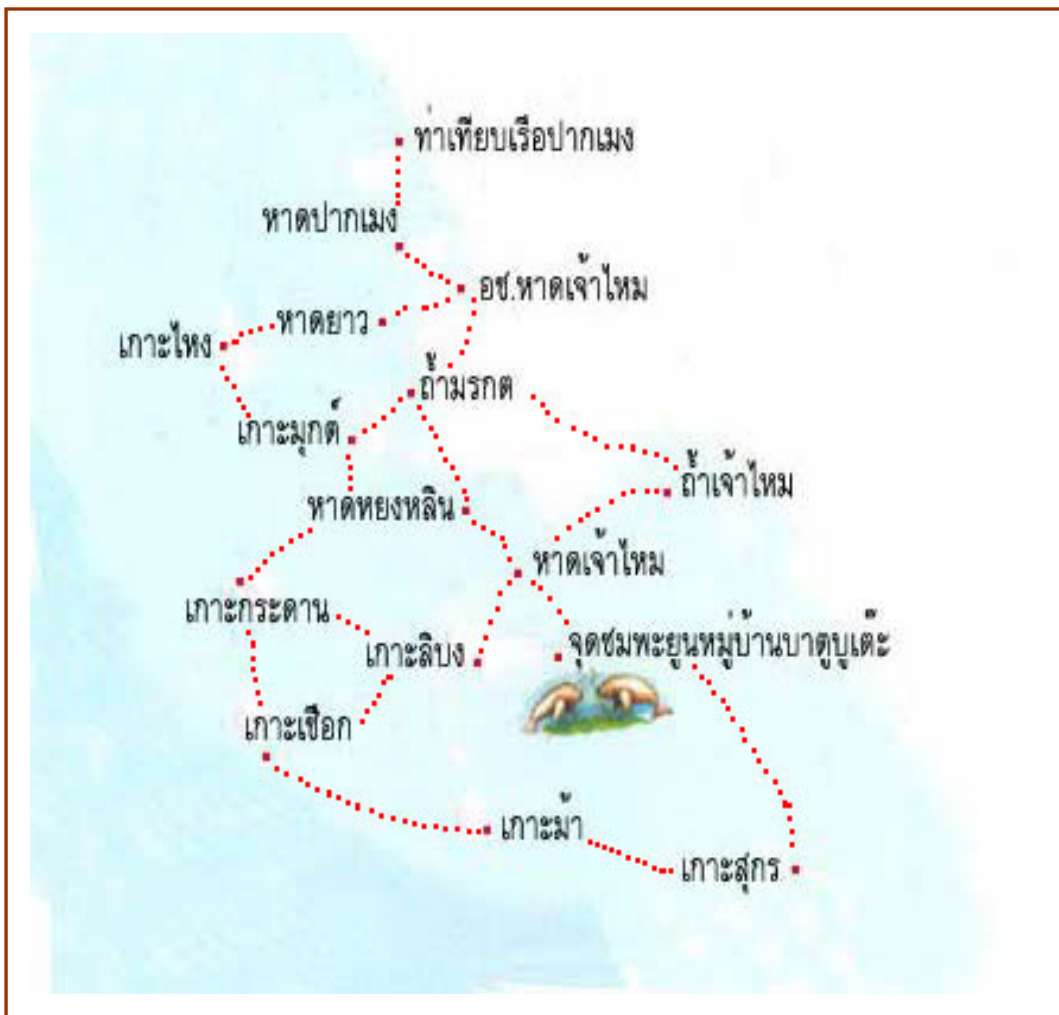 ท่าเทียบเรือปากเมง
หาดปากเมง
อช.หาดเจ้าไหม
หาดยาว
เกาะไหง
ถ้ำมรกต
เกาะมุกต์
ถ้ำเจ้าไหม
หาดหยงหลิน
หาดเจ้าไหม
เกาะกระดาน
เกาะลิบง
จุดชมพะยูนหมู่บ้านบาตูบูเต๊ะ
เกาะเชือก
เกาะม้า
เกาะสุกร